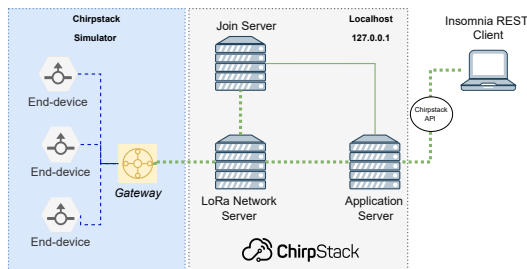 Chirpstack
Simulator
End-device
End-device
End-device
Gateway
Localhost
127.0.0.1
Join Server
LoRa Network
Server
Application
Server
ChirpStack
Chirpstack
API
Insomnia REST
Client